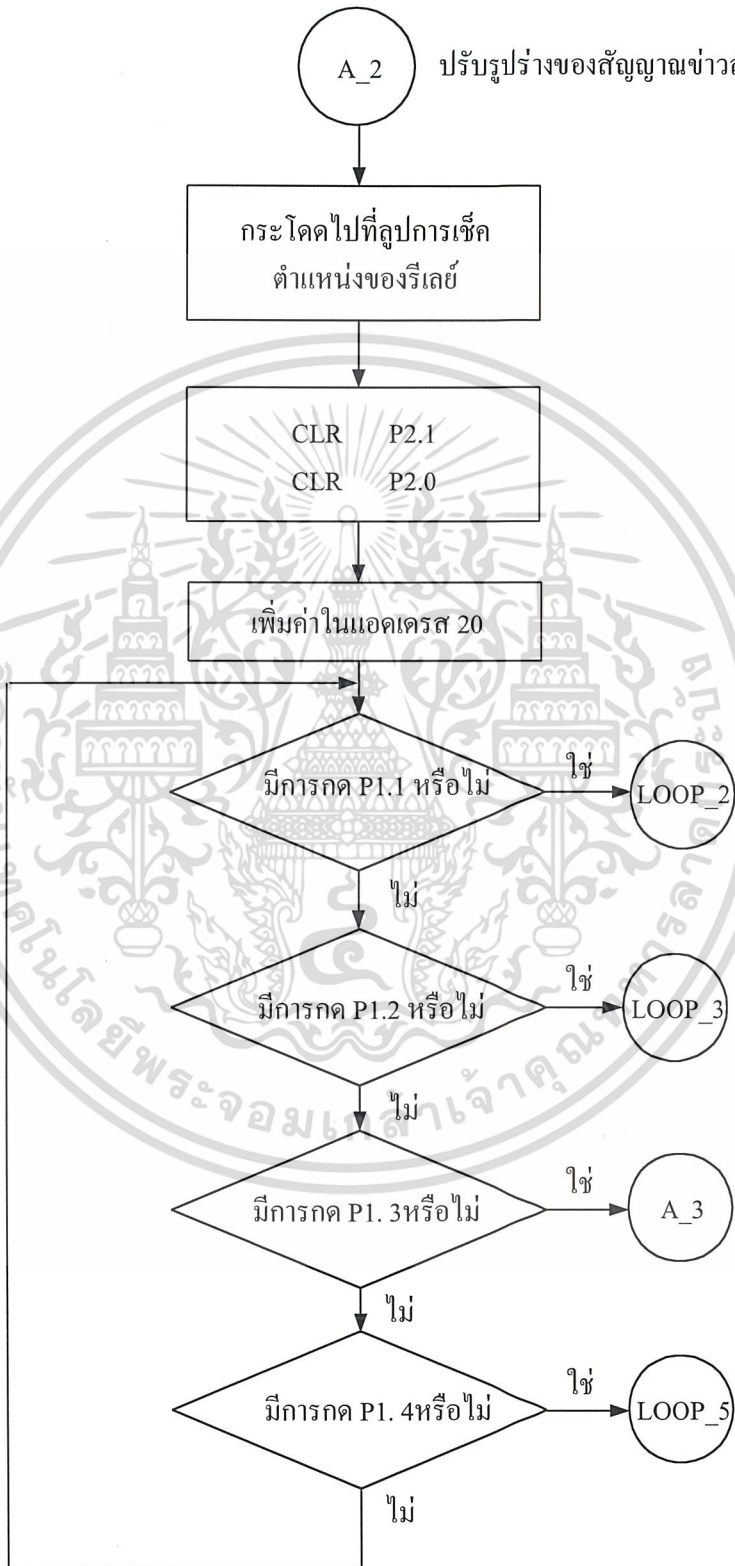 A_2
ปรับรูปร่างของสัญญาณ
กระโดดไปที่ลูปการเช็ค
ตำแหน่งของรีเลย์
CLR P2.1
CLR P2.0
เพิ่มค่าในแอดเดรส 20
มีการกด P1.1 หรือไม่
ใช่
LOOP_2
ไม่
มีการกด P1.2 หรือไม่
ใช่
LOOP_3
ไม่
มีการกด P1. 3หรือไม่
ใช่
A_3
ไม่
มีการกด P1. 4หรือไม่
ใช่
LOOP_5
ไม่